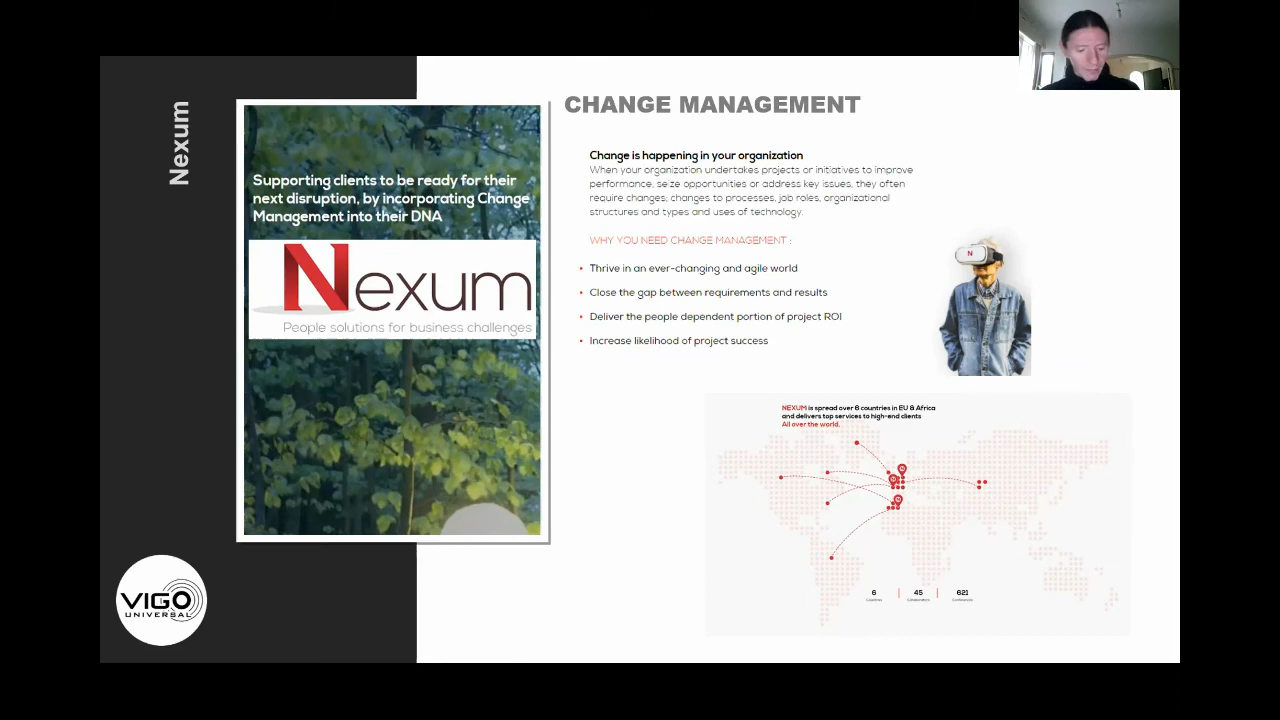 Nexum
Supporting clients to be ready for their
next disruption, by incorporating Change
Management into their DNA
Nexum
People solutions for business challenges
VIGO
UNIVERSAL
CHANGE MANAGEMENT
Change is happening in your organization
When your organization undertakes projects or initiatives to improve
performance, seize opportunities or address key issues, they often
require changes; changes to processes, job roles, organizational
structures and types and uses of technology.
WHY YOU NEED CHANGE MANAGEMENT :
• Thrive in an ever-changing and agile world
• Close the gap between requirements and results
• Deliver the people dependent portion of project ROI
• Increase likelihood of project success
N
NEXUM is spread over 6 countries in EU & Africa
and delivers top services to high-end clients
All over the world.
6 45 621
Countries